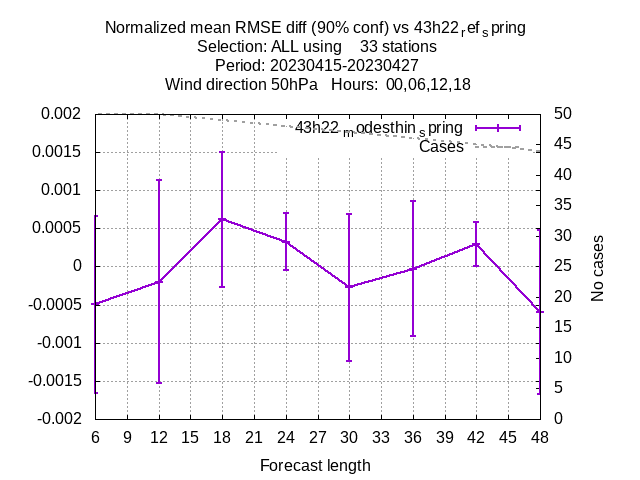 Normalized mean RMSE diff (90% conf) vs 43h22refspring
Selection: ALL using 33 stations
Period: 20230415-20230427
Wind direction 50hPa Hours: 00,06,12,18
43h22modesthinspring
Cases
0.002
0.0015
0.001
0.0005
0
-0.0005
-0.001
-0.0015
-0.002
50
45
40
35
30
25
20
15
10
5
0
No cases
6 9 12 15 18 21 24 27 30 33 36 39 42 45 48
Forecast length